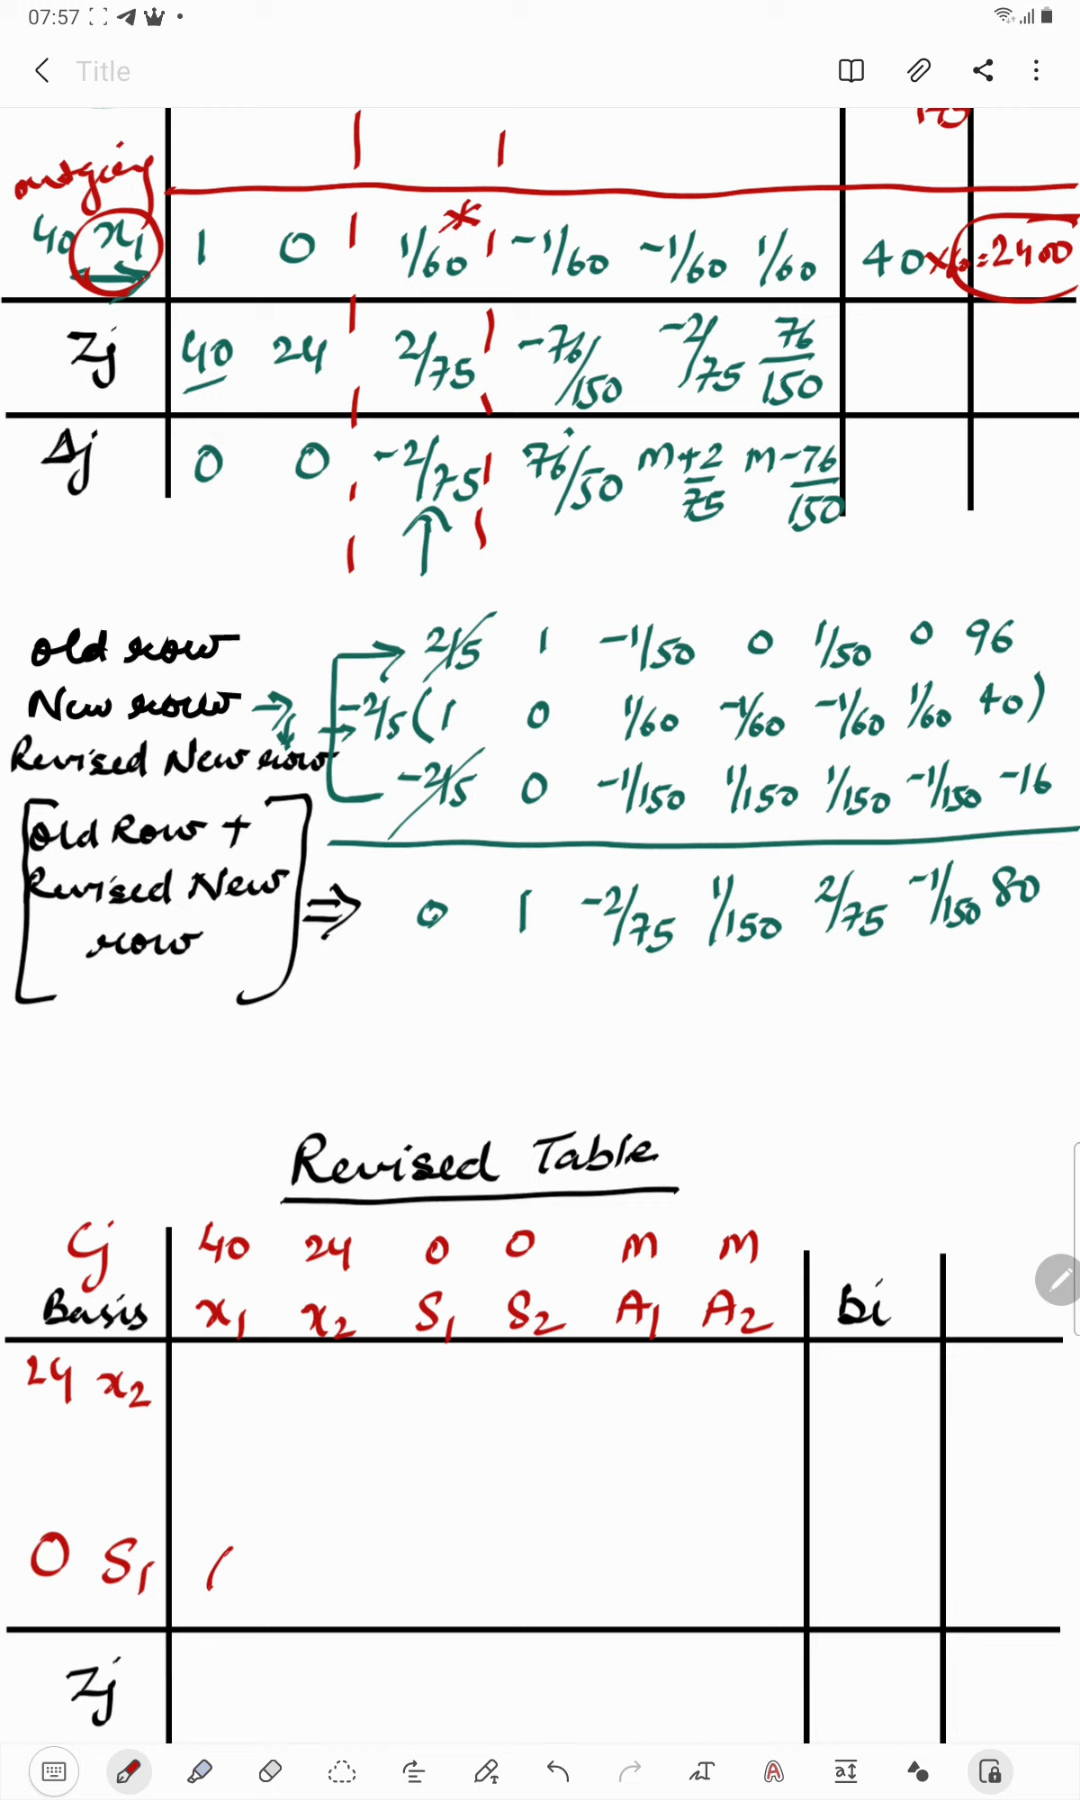 07:57
Title
outgoing
40 x1 1 0 1/60 * -1/60 -1/60 1/60 40 x60 = 2400
Zj 40 24 2/75 -76/150 -2/75 76/150
Δj 0 0 -2/75 76/150 m+2/75 m-76/150
old row 2/5 1 -1/50 0 1/50 0 96
New row → -2/5 ( 1 0 1/60 -1/60 -1/60 1/60 40 )
Revised New row -2/5 0 -1/150 1/150 1/150 -1/150 -16
[old Row +
Revised New
row] ⇒ 0 1 -2/75 1/150 2/75 -1/150 80
Revised Table
Cj 40 24 0 0 m m
Basis x1 x2 S1 S2 A1 A2 bi
24 x2
0 S1
Zj